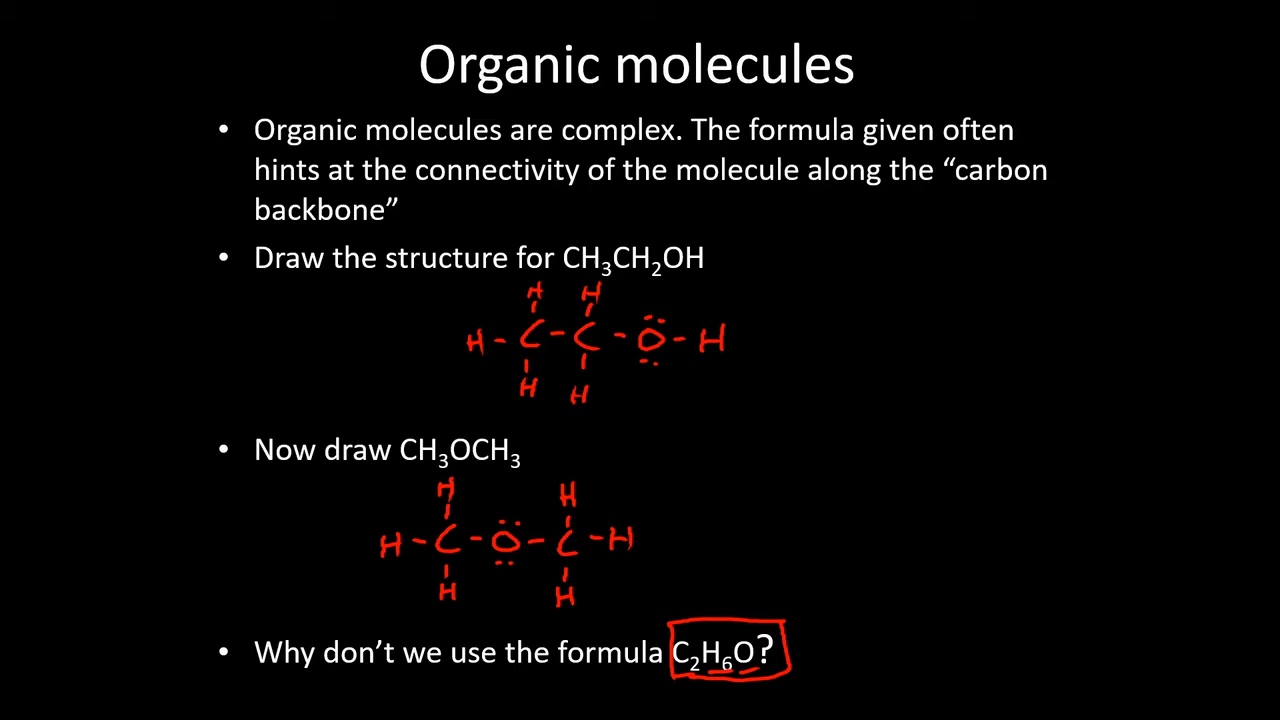 Organic molecules
• Organic molecules are complex. The formula given often
hints at the connectivity of the molecule along the “carbon
backbone”
• Draw the structure for CH₃CH₂OH
H H
H - C - C - O - H
H H
• Now draw CH₃OCH₃
H H
H - C - O - C - H
H H
• Why don’t we use the formula C₂H₆O?